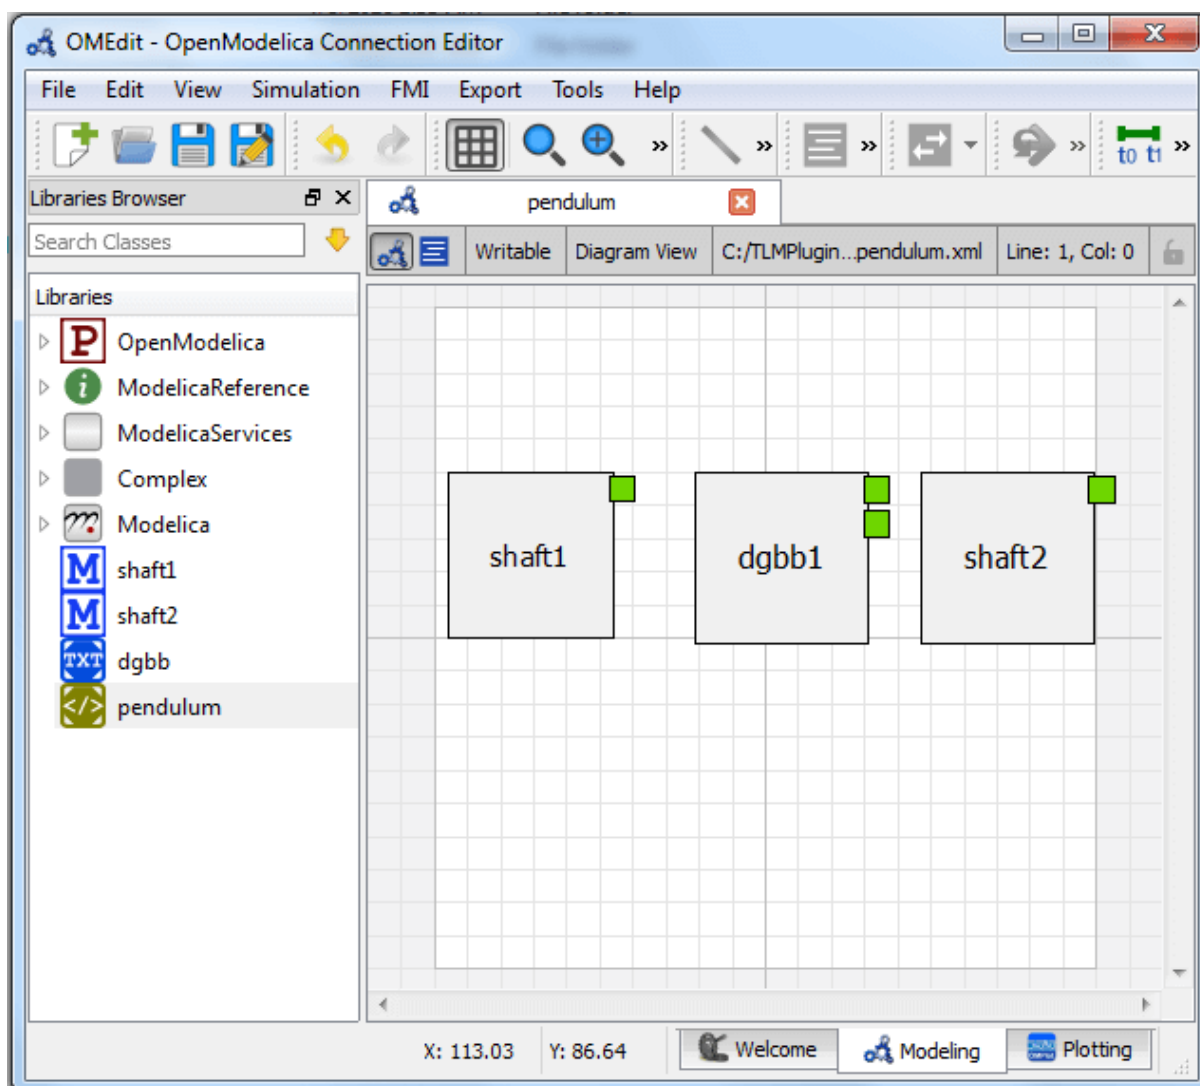 OMEdit - OpenModelica Connection Editor
File Edit View Simulation FMI Export Tools Help
t0 t1
Libraries Browser
pendulum
Search Classes
Writable Diagram View C:/TLMPlugin...pendulum.xml Line: 1, Col: 0
Libraries
P OpenModelica
i ModelicaReference
ModelicaServices
Complex
Modelica
M shaft1
M shaft2
TXT dgbb
</> pendulum
shaft1 dgbb1 shaft2
X: 113.03 Y: 86.64 Welcome Modeling Plotting